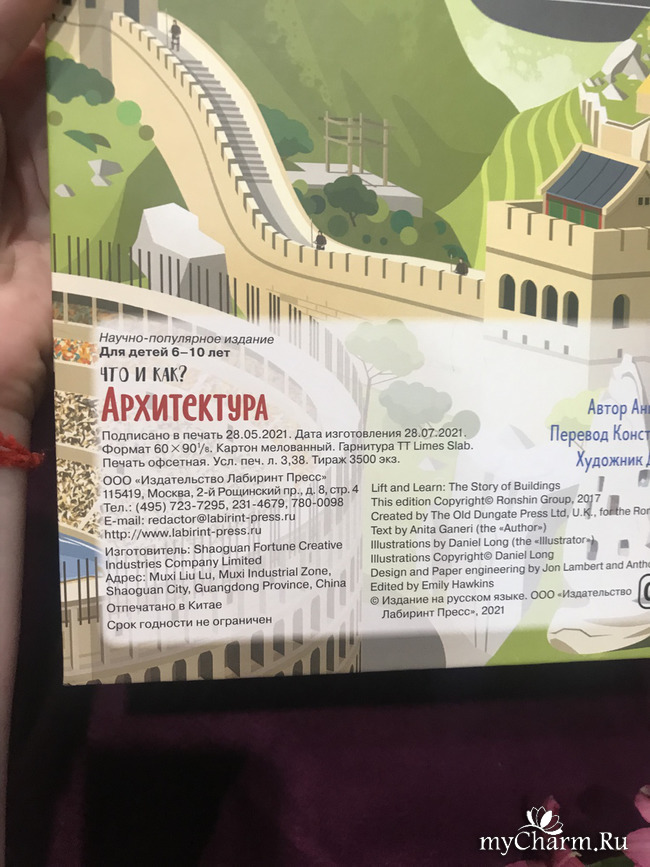 Научно-популярное издание
Для детей 6–10 лет
ЧТО И КАК?
АРХИТЕКТУРА
Подписано в печать 28.05.2021. Дата изготовления 28.07.2021.
Формат 60×90 1/8. Картон мелованный. Гарнитура TT Limes Slab.
Печать офсетная. Усл. печ. л. 3,38. Тираж 3500 экз.
ООО «Издательство Лабиринт Пресс»
115419, Москва, 2-й Рощинский пр., д. 8, стр. 4
Тел.: (495) 723-7295, 231-4679, 780-0098
E-mail: redactor@labirint-press.ru
http://www.labirint-press.ru
Изготовитель: Shaoguan Fortune Creative
Industries Company Limited
Адрес: Muxi Liu Lu, Muxi Industrial Zone,
Shaoguan City, Guangdong Province, China
Отпечатано в Китае
Срок годности не ограничен
Автор
Перевод
Художник
Lift and Learn: The Story of Buildings
This edition Copyright© Ronshin Group, 2017
Created by The Old Dungate Press Ltd, U.K., for the
Text by Anita Ganeri (the «Author»)
Illustrations by Daniel Long (the «Illustrator»)
Illustrations Copyright© Daniel Long
Design and Paper engineering by Jon Lambert and
Edited by Emily Hawkins
© Издание на русском языке. ООО «Издательство
Лабиринт Пресс», 2021
myCharm.Ru